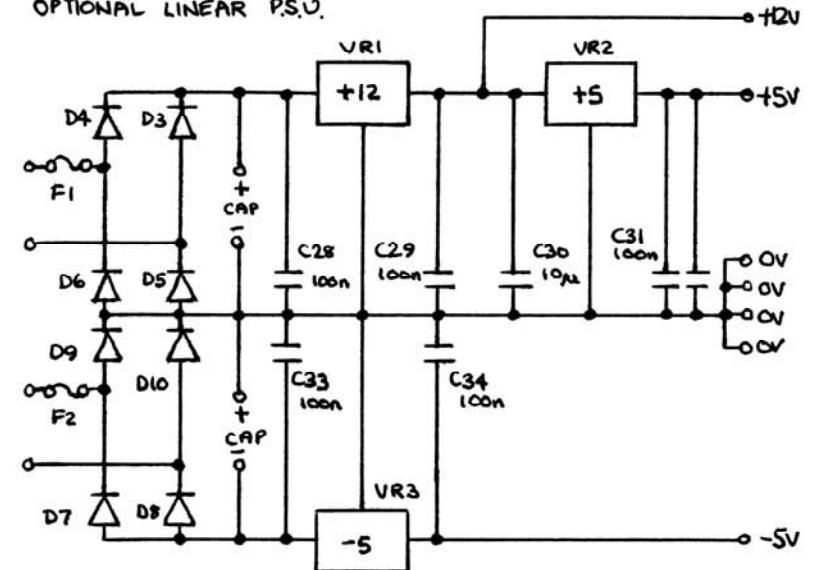 OPTIONAL LINEAR P.S.U.
+12V
VR1
VR2
+12
+5
+5V
D4
D3
F1
+
CAP
-
C28
100n
C29
100n
C30
10µ
C31
100n
D6
D5
0V
0V
0V
0V
D9
D10
F2
C33
100n
C34
100n
+
CAP
-
D7
D8
VR3
-5
-5V